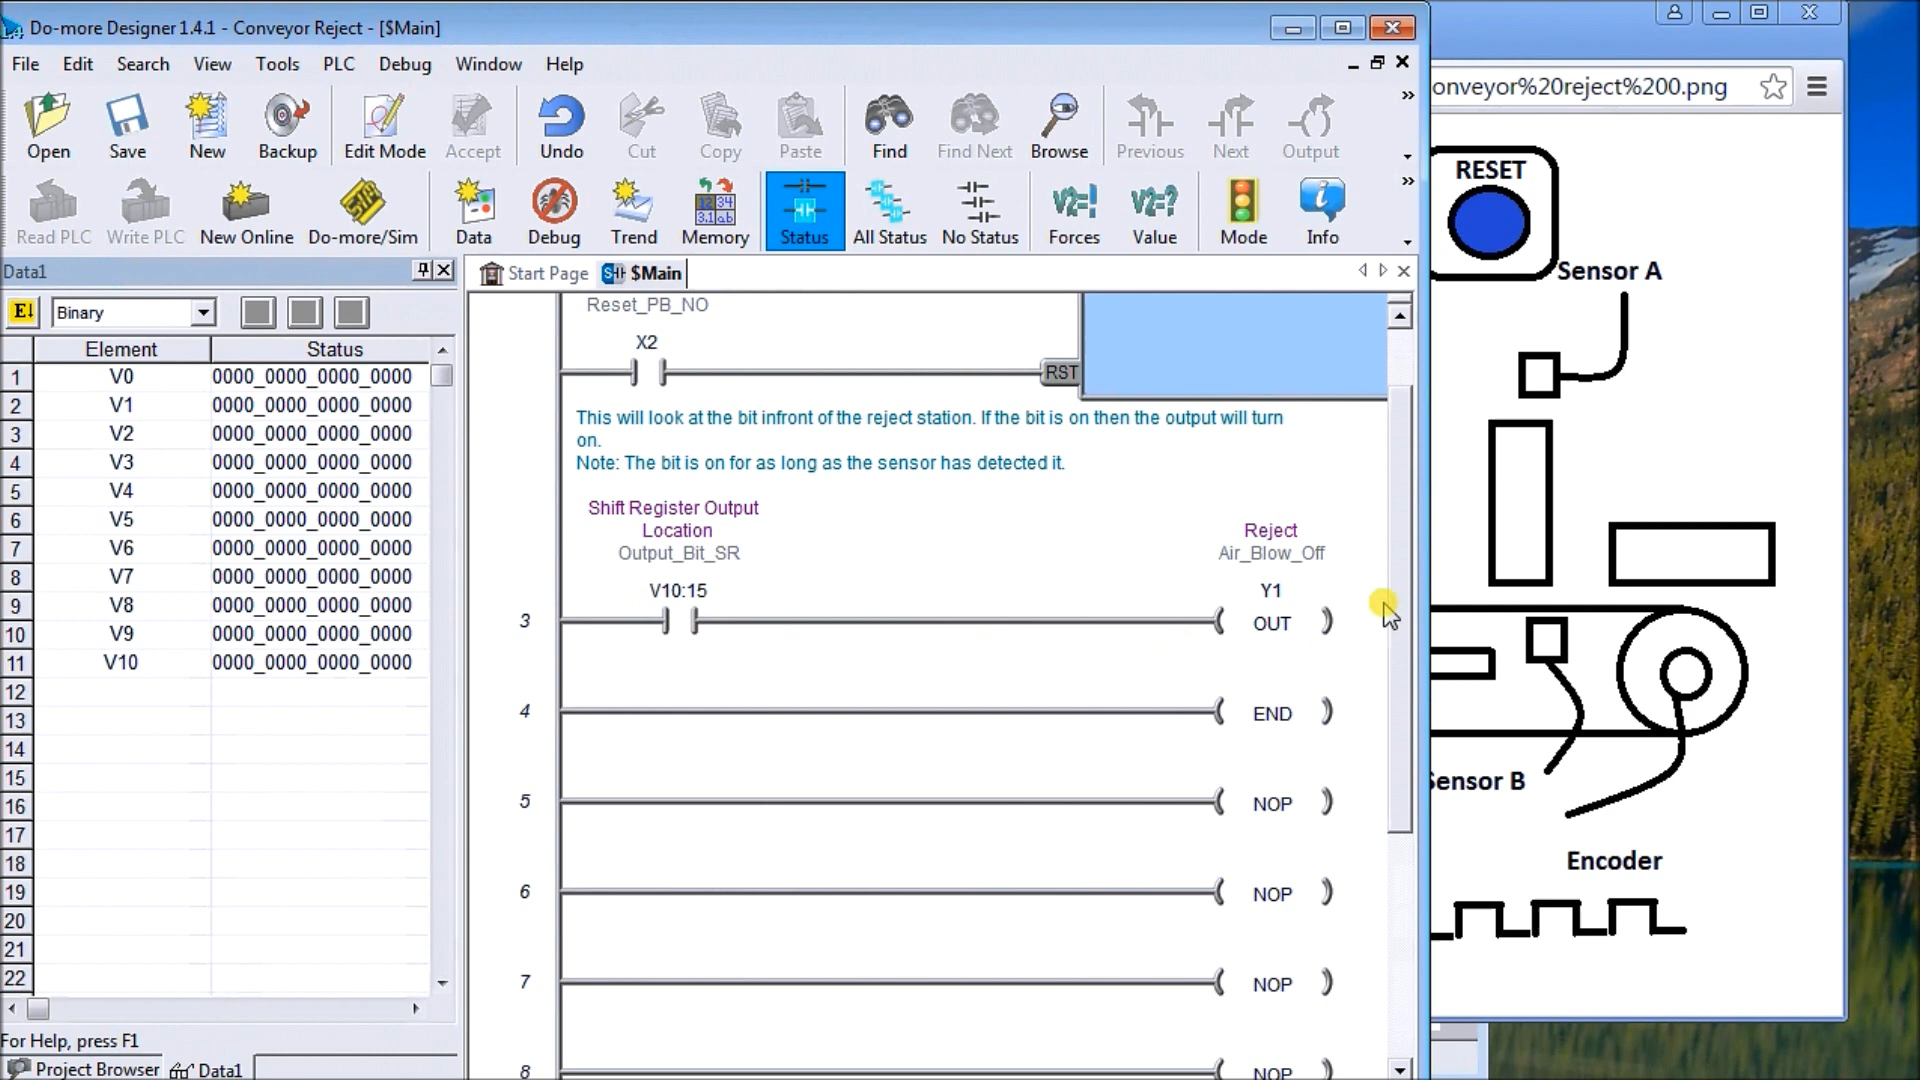 Do-more Designer 1.4.1 - Conveyor Reject - [$Main]
File Edit Search View Tools PLC Debug Window Help
Open Save New Backup Edit Mode Accept Undo Cut Copy Paste Find Find Next Browse Previous Next Output
Read PLC Write PLC New Online Do-more/Sim Data Debug Trend Memory Status All Status No Status Forces Value Mode Info
Data1
Start Page $Main
Binary
Element Status
1 V0 0000_0000_0000_0000
2 V1 0000_0000_0000_0000
3 V2 0000_0000_0000_0000
4 V3 0000_0000_0000_0000
5 V4 0000_0000_0000_0000
6 V5 0000_0000_0000_0000
7 V6 0000_0000_0000_0000
8 V7 0000_0000_0000_0000
9 V8 0000_0000_0000_0000
10 V9 0000_0000_0000_0000
11 V10 0000_0000_0000_0000
12
13
14
15
16
17
18
19
20
21
22
For Help, press F1
Project Browser Data1
Reset_PB_NO
X2
RST
This will look at the bit infront of the reject station. If the bit is on then the output will turn
on.
Note: The bit is on for as long as the sensor has detected it.
Shift Register Output
Location
Output_Bit_SR
V10:15
Reject
Air_Blow_Off
Y1
3 OUT
4 END
5 NOP
6 NOP
7 NOP
8 NOP
onveyor%20reject%200.png
RESET
Sensor A
Sensor B
Encoder